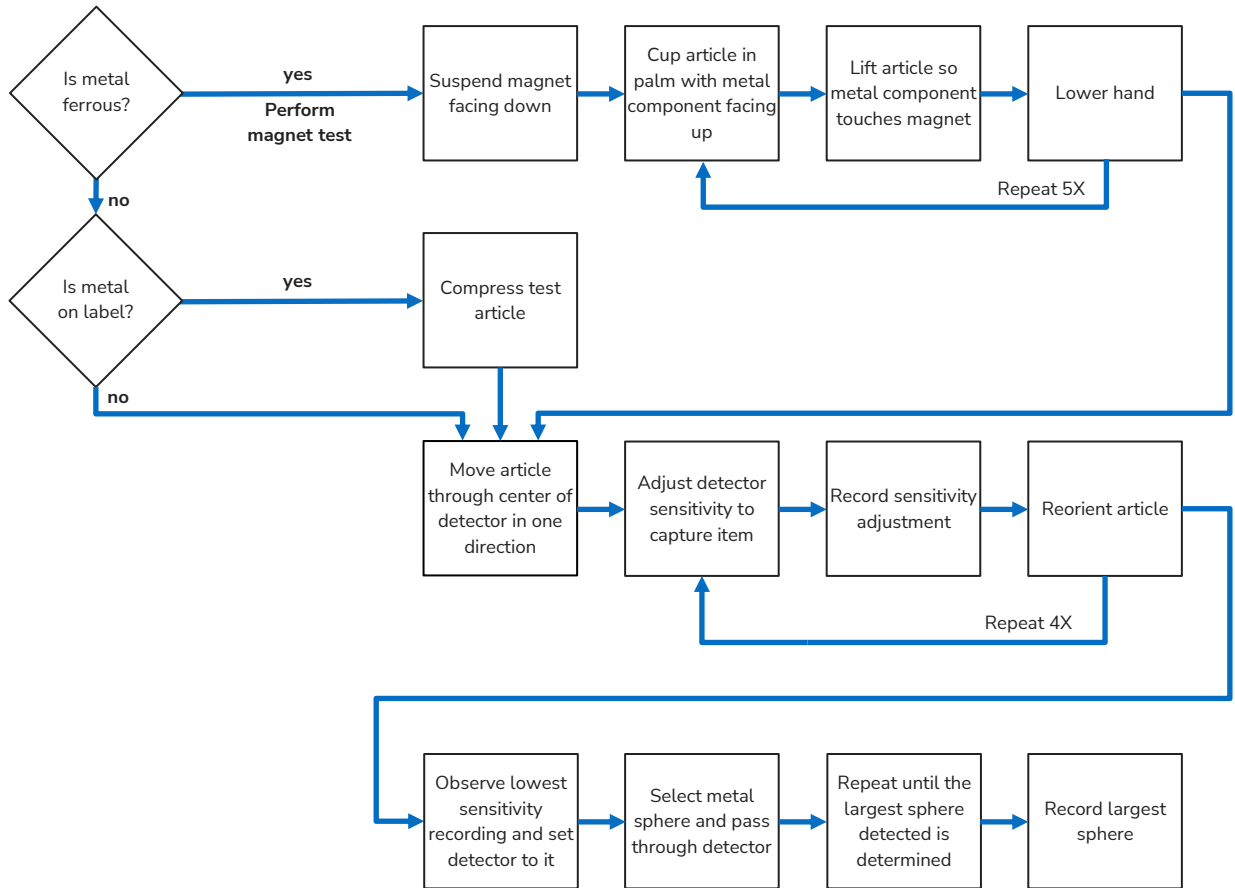 Is metal
ferrous?
yes
Perform
magnet test
Suspend magnet
facing down
Cup article in
palm with metal
component facing
up
Lift article so
metal component
touches magnet
Lower hand
Repeat 5X
no
Is metal
on label?
yes
Compress test
article
no
Move article
through center of
detector in one
direction
Adjust detector
sensitivity to
capture item
Record sensitivity
adjustment
Reorient article
Repeat 4X
Observe lowest
sensitivity
recording and set
detector to it
Select metal
sphere and pass
through detector
Repeat until the
largest sphere
detected is
determined
Record largest
sphere